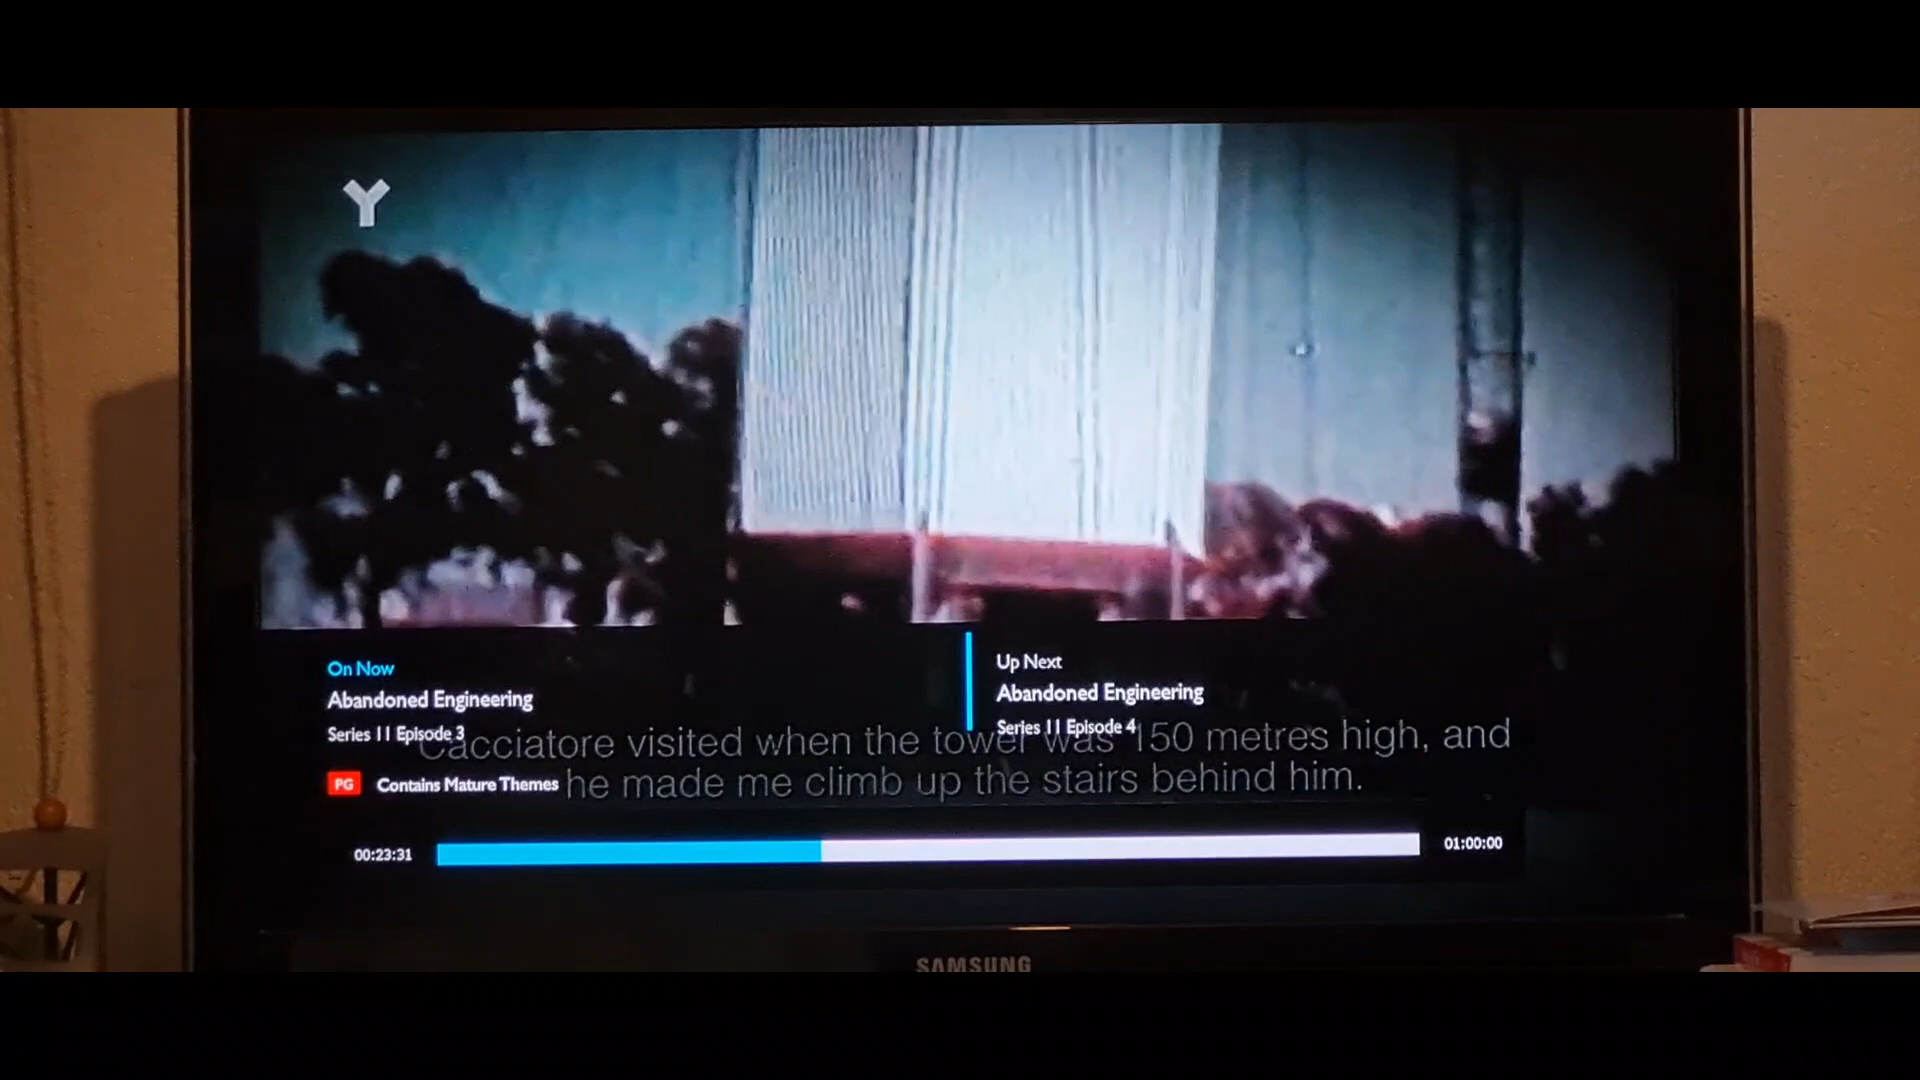 Y
On Now
Abandoned Engineering
Series 11 Episode 3
Up Next
Abandoned Engineering
Series 11 Episode 4
Cacciatore visited when the tower was 150 metres high, and
he made me climb up the stairs behind him.
PG Contains Mature Themes
00:23:31
01:00:00
SAMSUNG